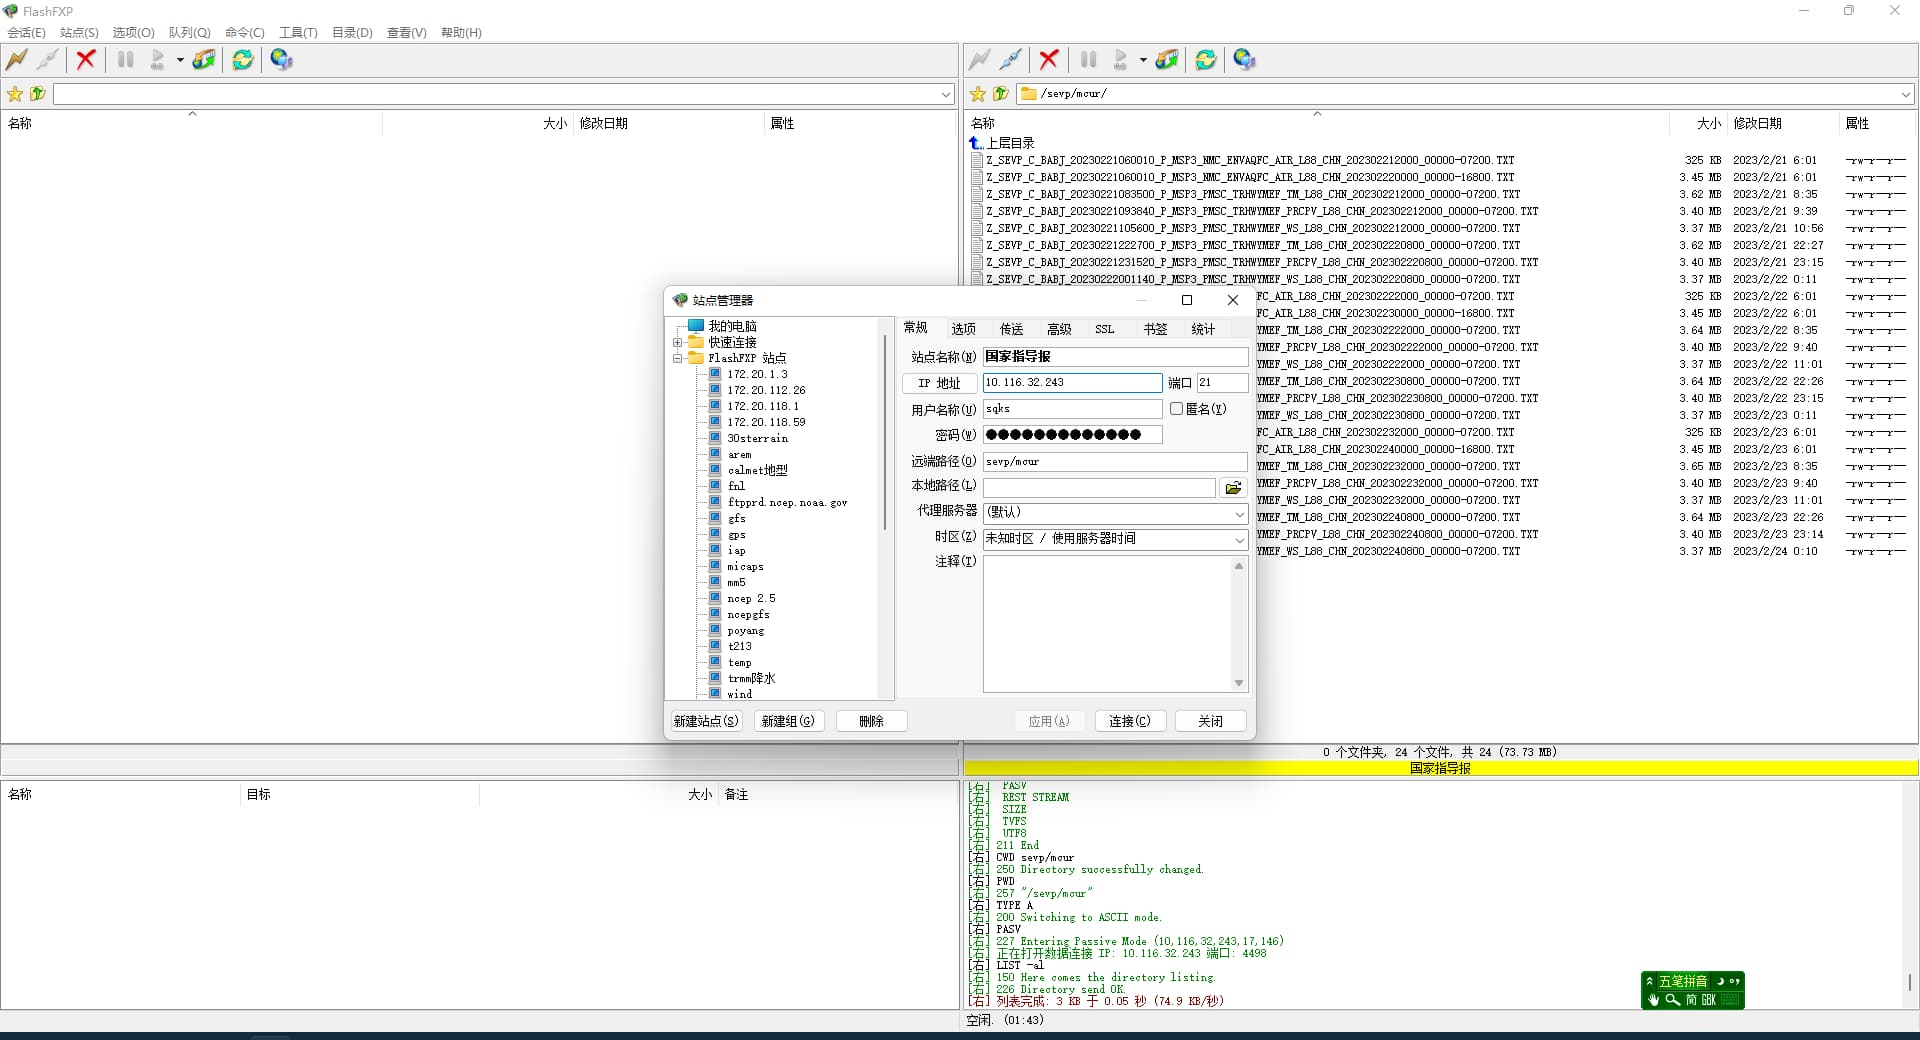 FlashFXP
会话(E) 站点(S) 选项(O) 队列(Q) 命令(C) 工具(T) 目录(D) 查看(V) 帮助(H)
/sevp/mcur/
名称 大小 修改日期 属性
名称 大小 修改日期 属性
上层目录
Z_SEVP_C_BABJ_20230221060010_P_MSP3_NMC_ENVAQFC_AIR_L88_CHN_202302212000_00000-07200.TXT 325 KB 2023/2/21 6:01 -rw-r--r--
Z_SEVP_C_BABJ_20230221060010_P_MSP3_NMC_ENVAQFC_AIR_L88_CHN_202302220000_00000-16800.TXT 3.45 MB 2023/2/21 6:01 -rw-r--r--
Z_SEVP_C_BABJ_20230221083500_P_MSP3_PMSC_TRHWYMEF_TM_L88_CHN_202302212000_00000-07200.TXT 3.62 MB 2023/2/21 8:35 -rw-r--r--
Z_SEVP_C_BABJ_20230221093840_P_MSP3_PMSC_TRHWYMEF_PRCPV_L88_CHN_202302212000_00000-07200.TXT 3.40 MB 2023/2/21 9:39 -rw-r--r--
Z_SEVP_C_BABJ_20230221105600_P_MSP3_PMSC_TRHWYMEF_WS_L88_CHN_202302212000_00000-07200.TXT 3.37 MB 2023/2/21 10:56 -rw-r--r--
Z_SEVP_C_BABJ_20230221222700_P_MSP3_PMSC_TRHWYMEF_TM_L88_CHN_202302220800_00000-07200.TXT 3.62 MB 2023/2/21 22:27 -rw-r--r--
Z_SEVP_C_BABJ_20230221231520_P_MSP3_PMSC_TRHWYMEF_PRCPV_L88_CHN_202302220800_00000-07200.TXT 3.40 MB 2023/2/21 23:15 -rw-r--r--
Z_SEVP_C_BABJ_20230222001140_P_MSP3_PMSC_TRHWYMEF_WS_L88_CHN_202302220800_00000-07200.TXT 3.37 MB 2023/2/22 0:11 -rw-r--r--
FC_AIR_L88_CHN_202302222000_00000-07200.TXT 325 KB 2023/2/22 6:01 -rw-r--r--
FC_AIR_L88_CHN_202302230000_00000-16800.TXT 3.45 MB 2023/2/22 6:01 -rw-r--r--
YMEF_TM_L88_CHN_202302222000_00000-07200.TXT 3.64 MB 2023/2/22 8:35 -rw-r--r--
YMEF_PRCPV_L88_CHN_202302222000_00000-07200.TXT 3.40 MB 2023/2/22 9:40 -rw-r--r--
YMEF_WS_L88_CHN_202302222000_00000-07200.TXT 3.37 MB 2023/2/22 11:01 -rw-r--r--
YMEF_TM_L88_CHN_202302230800_00000-07200.TXT 3.64 MB 2023/2/22 22:26 -rw-r--r--
YMEF_PRCPV_L88_CHN_202302230800_00000-07200.TXT 3.40 MB 2023/2/22 23:15 -rw-r--r--
YMEF_WS_L88_CHN_202302230800_00000-07200.TXT 3.37 MB 2023/2/23 0:11 -rw-r--r--
FC_AIR_L88_CHN_202302232000_00000-07200.TXT 325 KB 2023/2/23 6:01 -rw-r--r--
FC_AIR_L88_CHN_202302240000_00000-16800.TXT 3.45 MB 2023/2/23 6:01 -rw-r--r--
YMEF_TM_L88_CHN_202302232000_00000-07200.TXT 3.65 MB 2023/2/23 8:35 -rw-r--r--
YMEF_PRCPV_L88_CHN_202302232000_00000-07200.TXT 3.40 MB 2023/2/23 9:40 -rw-r--r--
YMEF_WS_L88_CHN_202302232000_00000-07200.TXT 3.37 MB 2023/2/23 11:01 -rw-r--r--
YMEF_TM_L88_CHN_202302240800_00000-07200.TXT 3.64 MB 2023/2/23 22:26 -rw-r--r--
YMEF_PRCPV_L88_CHN_202302240800_00000-07200.TXT 3.40 MB 2023/2/23 23:14 -rw-r--r--
YMEF_WS_L88_CHN_202302240800_00000-07200.TXT 3.37 MB 2023/2/24 0:10 -rw-r--r--
站点管理器
我的电脑
快速连接
FlashFXP 站点
172.20.1.3
172.20.112.26
172.20.118.1
172.20.118.59
30sterrain
arem
calmet地型
fnl
ftpprd.ncep.noaa.gov
gfs
gps
iap
micaps
mm5
ncep 2.5
ncepgfs
poyang
t213
temp
trmm降水
wind
常规 选项 传送 高级 SSL 书签 统计
站点名称(N) 国家指导报
IP 地址 10.116.32.243 端口 21
用户名称(U) sqks 匿名(Y)
密码(W) ●●●●●●●●●●●●●
远端路径(O) sevp/mcur
本地路径(L)
代理服务器 (默认)
时区(Z) 未知时区 / 使用服务器时间
注释(I)
新建站点(S) 新建组(G) 删除 应用(A) 连接(C) 关闭
0 个文件夹, 24 个文件, 共 24 (73.73 MB)
国家指导报
名称 目标 大小 备注
[右] PASV
[右] REST STREAM
[右] SIZE
[右] TVFS
[右] UTF8
[右] 211 End
[右] CWD sevp/mcur
[右] 250 Directory successfully changed.
[右] PWD
[右] 257 "/sevp/mcur"
[右] TYPE A
[右] 200 Switching to ASCII mode.
[右] PASV
[右] 227 Entering Passive Mode (10,116,32,243,17,146)
[右] 正在打开数据连接 IP: 10.116.32.243 端口: 4498
[右] LIST -al
[右] 150 Here comes the directory listing.
[右] 226 Directory send OK.
[右] 列表完成: 3 KB 于 0.05 秒 (74.9 KB/秒)
空闲. (01:43)
五笔拼音
简 GBK